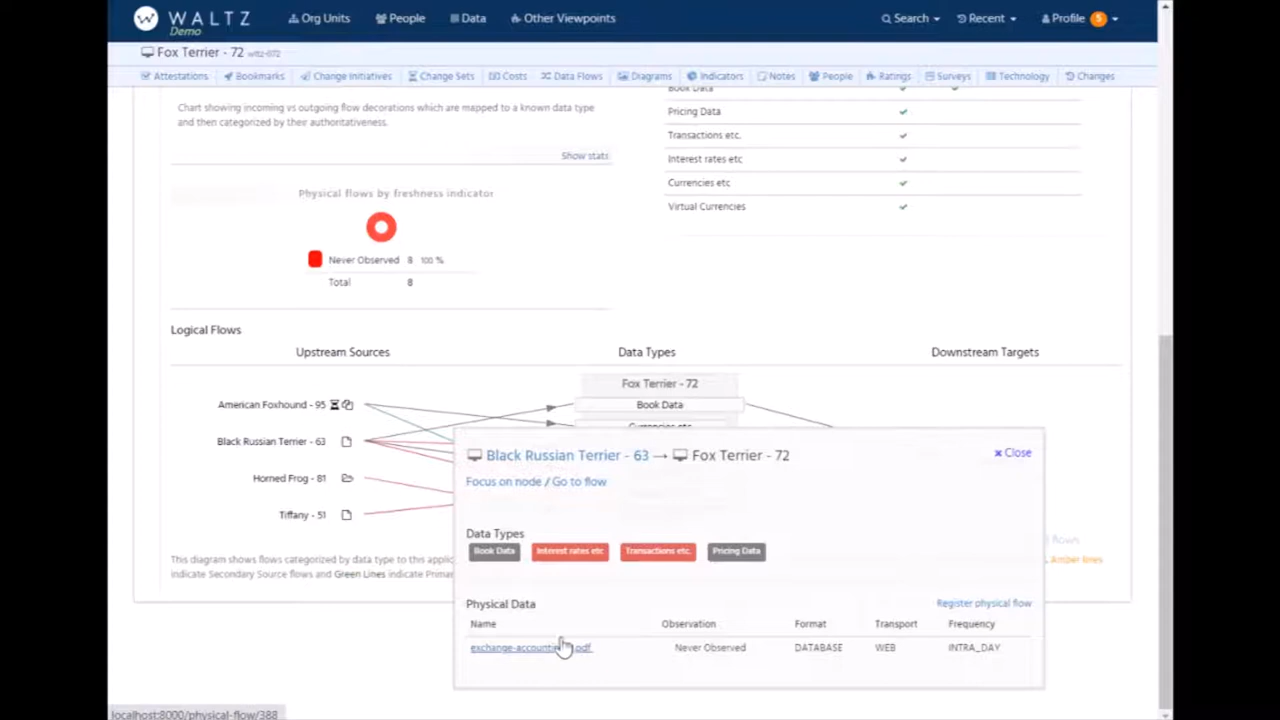 WALTZ
Demo
Org Units People Data Other Viewpoints Search Recent Profile 5
Fox Terrier - 72
Attestations Bookmarks Change Initiatives Change Sets Costs Data Flows Diagrams Indicators Notes People Ratings Surveys Technology Changes
Book Data
Chart showing incoming vs outgoing flow decorations which are mapped to a known data type
and then categorized by their authoritativeness.
Pricing Data
Transactions etc.
Show stats
Interest rates etc
Currencies etc
Virtual Currencies
Physical flows by freshness indicator
Never Observed 8 100 %
Total 8
Logical Flows
Upstream Sources Data Types Downstream Targets
Fox Terrier - 72
American Foxhound - 95 Book Data
Currencies etc
Black Russian Terrier - 63
Horned Frog - 81
Tiffany - 51
Black Russian Terrier - 63 → Fox Terrier - 72 Close
Focus on node / Go to flow
Data Types
Book Data Interest rates etc Transactions etc. Pricing Data
flows
This diagram shows flows categorized by data type to this applic
Amber lines
indicate Secondary Source flows and Green Lines indicate Primar
Physical Data Register physical flow
Name Observation Format Transport Frequency
.pdf Never Observed DATABASE WEB INTRA_DAY
localhost:8000/physical-flow/388